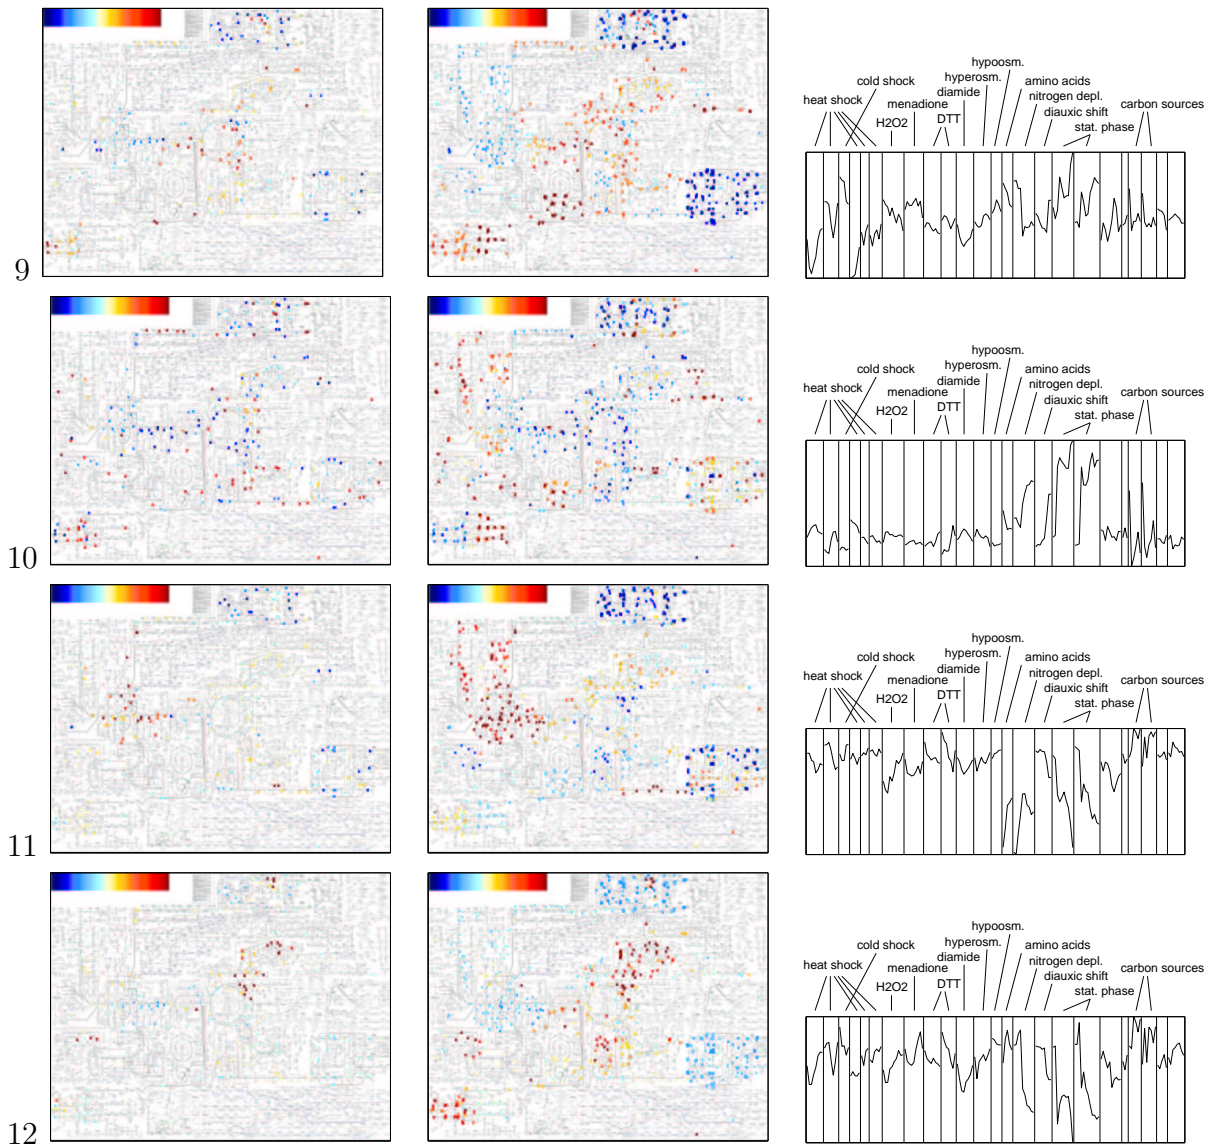 hypoosm.
cold shock hyperosm. amino acids
heat shock menadione diamide nitrogen depl. carbon sources
H2O2 DTT diauxic shift
stat. phase
9
hypoosm.
cold shock hyperosm. amino acids
heat shock menadione diamide nitrogen depl. carbon sources
H2O2 DTT diauxic shift
stat. phase
10
hypoosm.
cold shock hyperosm. amino acids
heat shock menadione diamide nitrogen depl. carbon sources
H2O2 DTT diauxic shift
stat. phase
11
hypoosm.
cold shock hyperosm. amino acids
heat shock menadione diamide nitrogen depl. carbon sources
H2O2 DTT diauxic shift
stat. phase
12